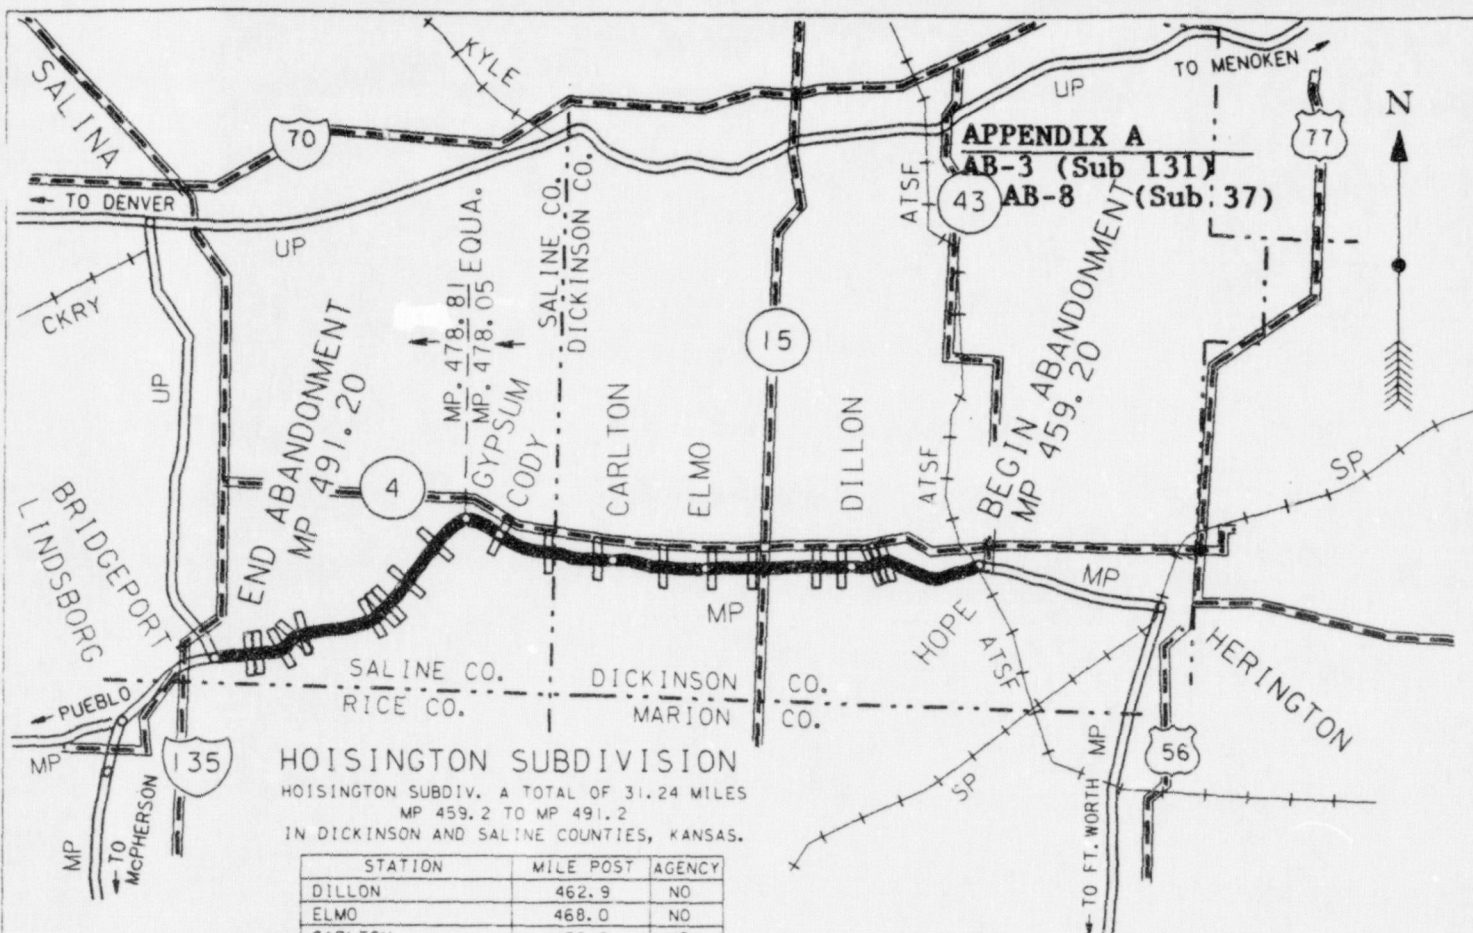 SALINA
KYLE
70
TO MENOKEN
UP
N
77
APPENDIX A
AB-3 (Sub 131)
AB-8 (Sub 37)
43
ATSF
TO DENVER
UP
CKRY
UP
MP. 478.81 EQUA.
MP. 478.05
SALINE CO.
DICKINSON CO.
15
END ABANDONMENT
MP 491.20
BEGIN ABANDONMENT
MP 459.20
4
GYPSUM
CODY
CARLTON
ELMO
DILLON
ATSF
SP
BRIDGEPORT
LINDSBORG
MP
MP
HOPE
ATSF
HERINGTON
SALINE CO.
DICKINSON CO.
RICE CO.
MARION CO.
PUEBLO
MP
135
MP
TO McPHERSON
SP
56
MP
TO FT. WORTH
HOISINGTON SUBDIVISION
HOISINGTON SUBDIV. A TOTAL OF 31.24 MILES
MP 459.2 TO MP 491.2
IN DICKINSON AND SALINE COUNTIES, KANSAS.
STATION MILE POST AGENCY
DILLON 462.9 NO
ELMO 468.0 NO